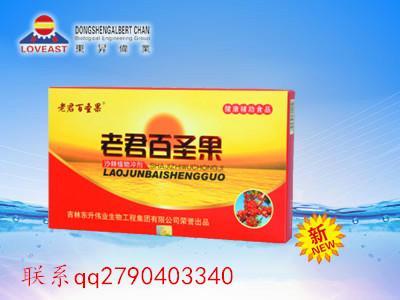 LOVEAST
DONGSHENGALBERT CHAN
Biological Engineering Group
東昇偉業
老君百圣果
健康辅助食品
老君百圣果
沙棘植物冲剂
SHAJIZHIWUCHONGJI
LAOJUNBAISHENGGUO
吉林东升伟业生物工程集团有限公司荣誉出品
新
NEW
联系qq2790403340